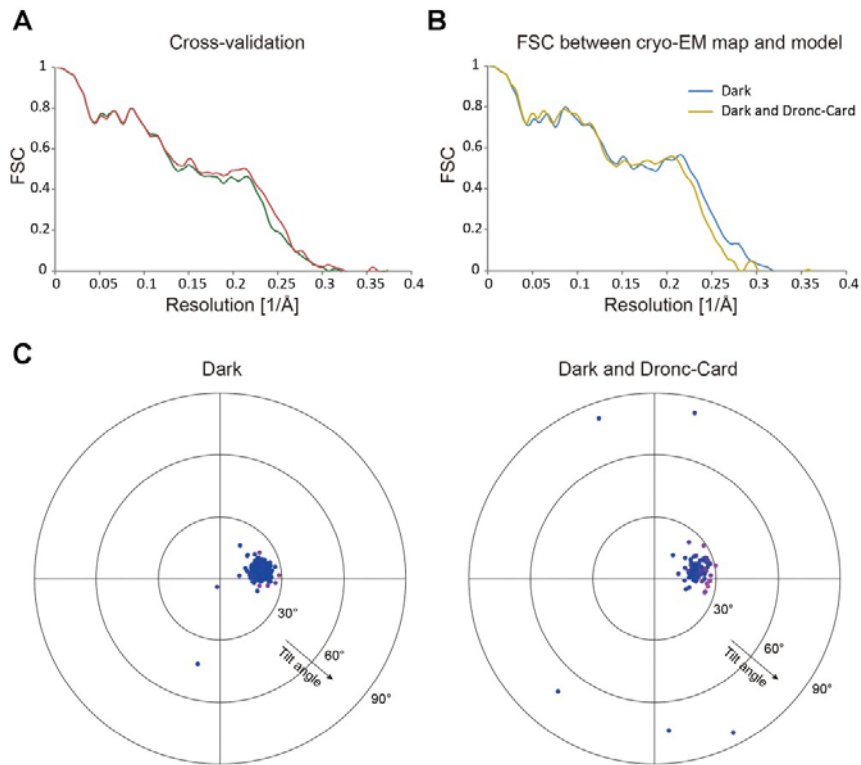 A
Cross-validation
FSC
1
0.8
0.6
0.4
0.2
0
0 0.05 0.1 0.15 0.2 0.25 0.3 0.35 0.4
Resolution [1/Å]
B
FSC between cryo-EM map and model
Dark
Dark and Dronc-Card
FSC
1
0.8
0.6
0.4
0.2
0
0 0.05 0.1 0.15 0.2 0.25 0.3 0.35 0.4
Resolution [1/Å]
C
Dark
30°
60°
90°
Tilt angle
Dark and Dronc-Card
30°
60°
90°
Tilt angle